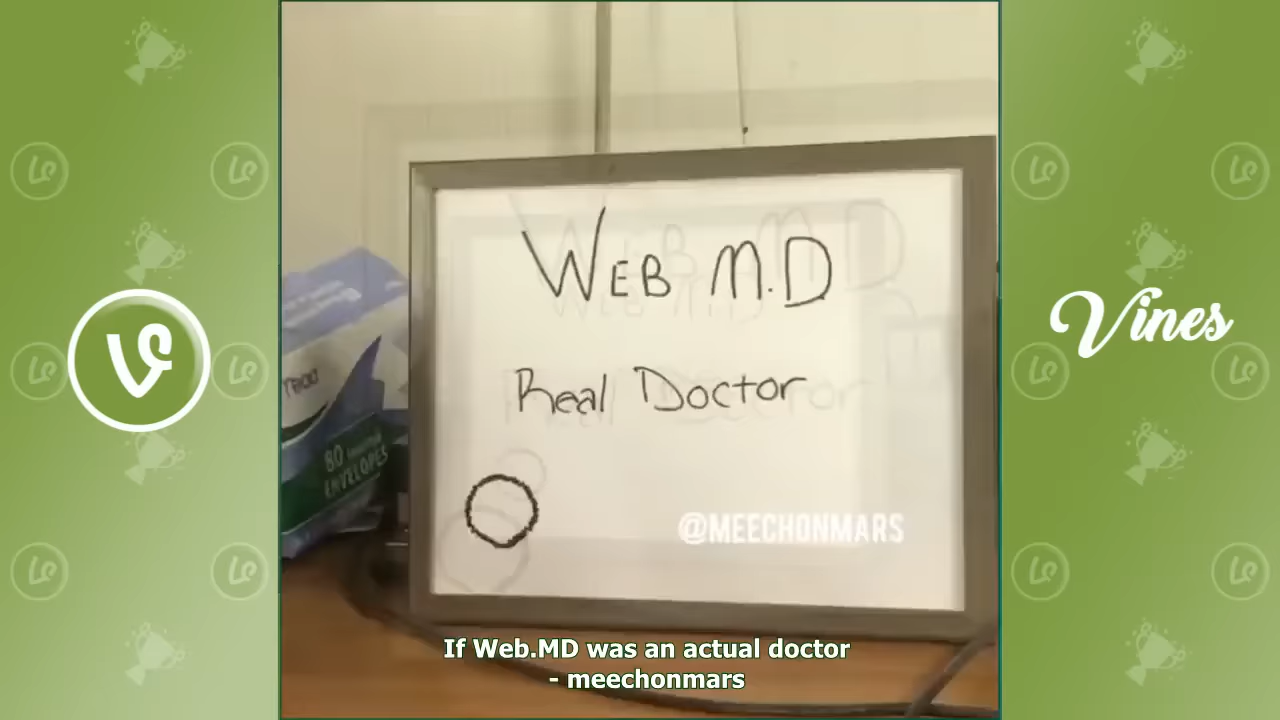 WEB M.D
Real Doctor
80
ENVELOPES
@MEECHONMARS
Vines
If Web.MD was an actual doctor
- meechonmars